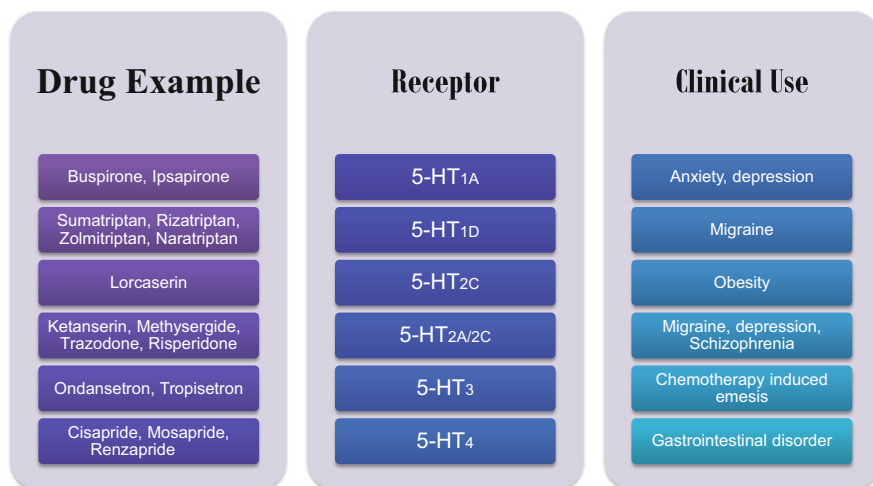 Drug Example
Buspirone, Ipsapirone
Sumatriptan, Rizatriptan,
Zolmitriptan, Naratriptan
Lorcaserin
Ketanserin, Methysergide,
Trazodone, Risperidone
Ondansetron, Tropisetron
Cisapride, Mosapride,
Renzapride
Receptor
5-HT1A
5-HT1D
5-HT2C
5-HT2A/2C
5-HT3
5-HT4
Clinical Use
Anxiety, depression
Migraine
Obesity
Migraine, depression,
Schizophrenia
Chemotherapy induced
emesis
Gastrointestinal disorder